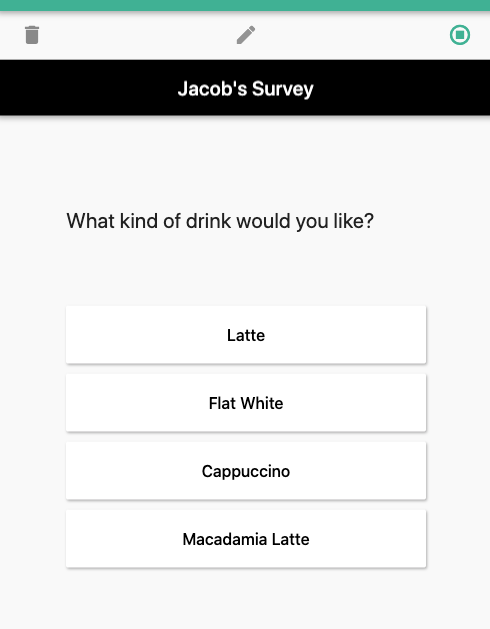 Jacob's Survey
What kind of drink would you like?
Latte
Flat White
Cappuccino
Macadamia Latte